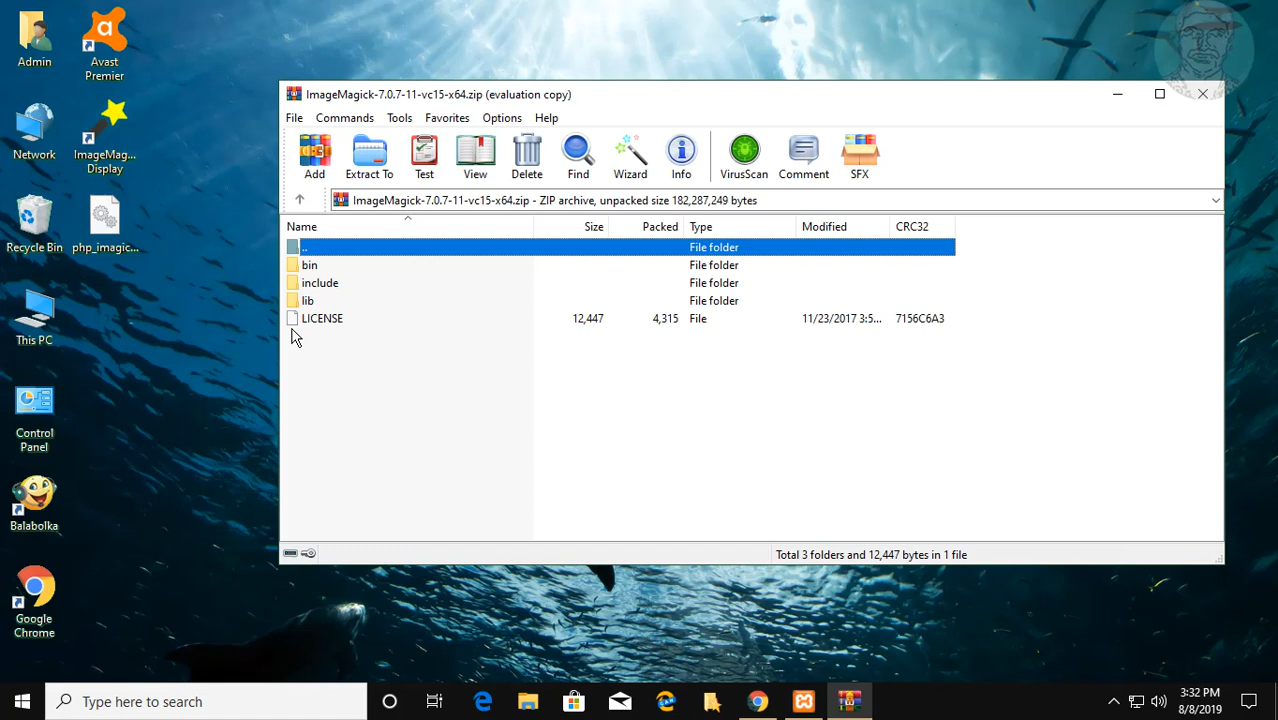 Admin
Avast
Premier
Network
ImageMag...
Display
Recycle Bin
php_imagic...
This PC
Control
Panel
Balabolka
Google
Chrome
ImageMagick-7.0.7-11-vc15-x64.zip (evaluation copy)
File Commands Tools Favorites Options Help
Add Extract To Test View Delete Find Wizard Info VirusScan Comment SFX
ImageMagick-7.0.7-11-vc15-x64.zip - ZIP archive, unpacked size 182,287,249 bytes
Name Size Packed Type Modified CRC32
.. File folder
bin File folder
include File folder
lib File folder
LICENSE 12,447 4,315 File 11/23/2017 3:5... 7156C6A3
Total 3 folders and 12,447 bytes in 1 file
Type here to search
3:32 PM
8/8/2019